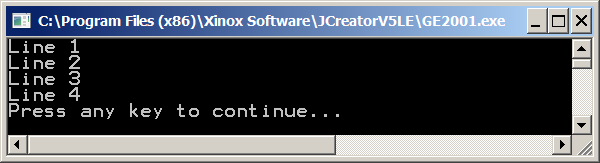 C:\Program Files (x86)\Xinox Software\JCreatorV5LE\GE2001.exe
Line 1
Line 2
Line 3
Line 4
Press any key to continue...